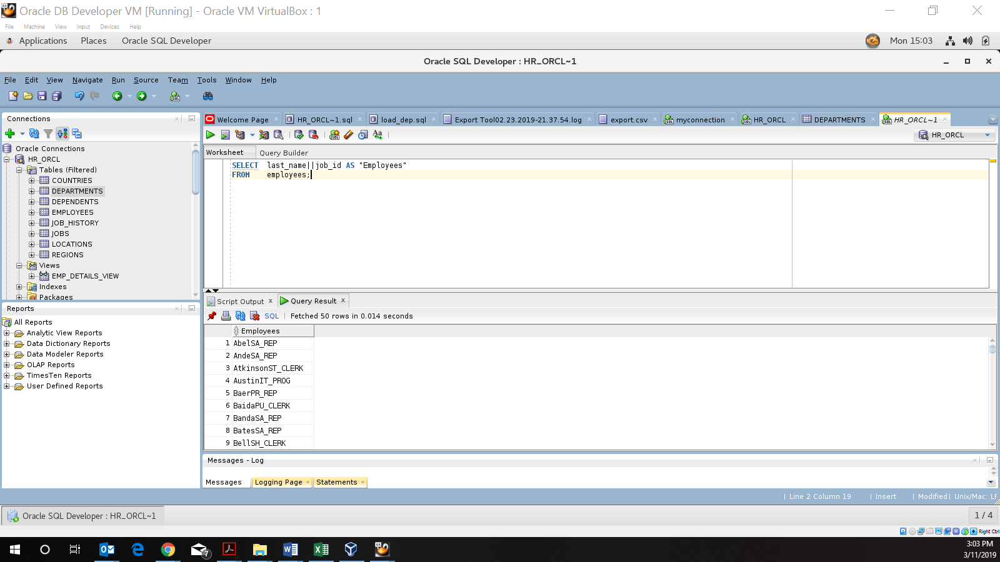 Oracle DB Developer VM [Running] - Oracle VM VirtualBox : 1
File Machine View Input Devices Help
Applications Places Oracle SQL Developer Mon 15:03
Oracle SQL Developer : HR_ORCL~1
File Edit View Navigate Run Source Team Tools Window Help
Connections
Welcome Page HR_ORCL~1.sql load_dep.sql Export Tool02.23.2019-21.37.54.log export.csv myconnection HR_ORCL DEPARTMENTS HR_ORCL~1
HR_ORCL
Oracle Connections
HR_ORCL
Tables (Filtered)
COUNTRIES
DEPARTMENTS
DEPENDENTS
EMPLOYEES
JOB_HISTORY
JOBS
LOCATIONS
REGIONS
Views
EMP_DETAILS_VIEW
Indexes
Packages
Worksheet Query Builder
SELECT last_name||job_id AS "Employees"
FROM employees;
Reports
All Reports
Analytic View Reports
Data Dictionary Reports
Data Modeler Reports
OLAP Reports
TimesTen Reports
User Defined Reports
Script Output x Query Result x
SQL | Fetched 50 rows in 0.014 seconds
Employees
1 AbelSA_REP
2 AndeSA_REP
3 AtkinsonST_CLERK
4 AustinIT_PROG
5 BaerPR_REP
6 BaidaPU_CLERK
7 BandaSA_REP
8 BatesSA_REP
9 BellSH_CLERK
Messages - Log
Messages Logging Page Statements
| Line 2 Column 19 | Insert | Modified | Unix/Mac: LF
Oracle SQL Developer : HR_ORCL~1 1 / 4
Right Ctrl
7
3:03 PM
3/11/2019